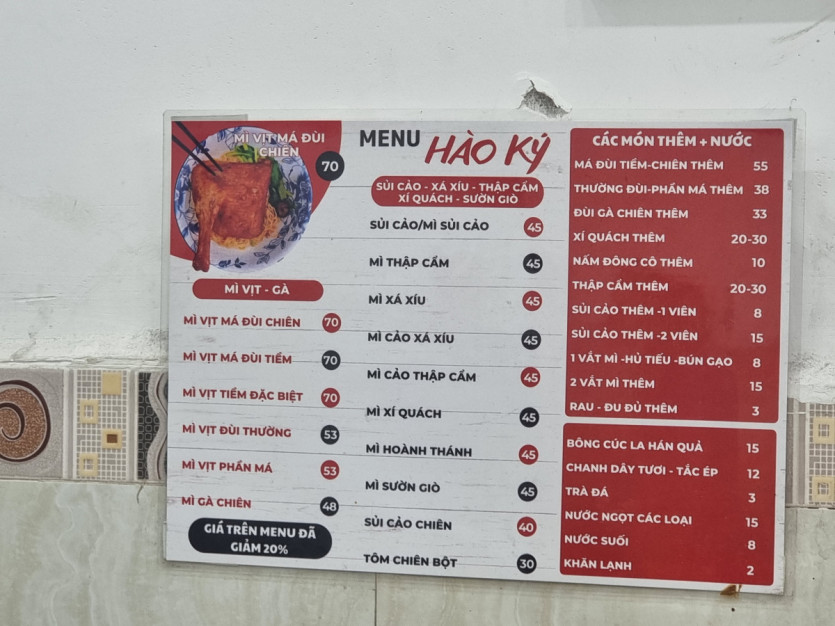 MÌ VỊT MÁ ĐÙI
CHIÊN
70
MÌ VỊT - GÀ
MÌ VỊT MÁ ĐÙI CHIÊN 70
MÌ VỊT MÁ ĐÙI TIỀM 70
MÌ VỊT TIỀM ĐẶC BIỆT 70
MÌ VỊT ĐÙI THƯỜNG 53
MÌ VỊT PHẦN MÁ 53
MÌ GÀ CHIÊN 48
GIÁ TRÊN MENU ĐÃ
GIẢM 20%
MENU HÀO KÝ
SỦI CẢO - XÁ XÍU - THẬP CẨM
XÍ QUÁCH - SƯỜN GIÒ
SỦI CẢO/MÌ SỦI CẢO 45
MÌ THẬP CẨM 45
MÌ XÁ XÍU 45
MÌ CẢO XÁ XÍU 45
MÌ CẢO THẬP CẨM 45
MÌ XÍ QUÁCH 45
MÌ HOÀNH THÁNH 45
MÌ SƯỜN GIÒ 45
SỦI CẢO CHIÊN 40
TÔM CHIÊN BỘT 30
CÁC MÓN THÊM + NƯỚC
MÁ ĐÙI TIỀM-CHIÊN THÊM 55
THƯỜNG ĐÙI-PHẦN MÁ THÊM 38
ĐÙI GÀ CHIÊN THÊM 33
XÍ QUÁCH THÊM 20-30
NẤM ĐÔNG CÔ THÊM 10
THẬP CẨM THÊM 20-30
SỦI CẢO THÊM -1 VIÊN 8
SỦI CẢO THÊM -2 VIÊN 15
1 VẮT MÌ -HỦ TIẾU -BÚN GẠO 8
2 VẮT MÌ THÊM 15
RAU - ĐU ĐỦ THÊM 3
BÔNG CÚC LA HÁN QUẢ 15
CHANH DÂY TƯƠI - TẮC ÉP 12
TRÀ ĐÁ 3
NƯỚC NGỌT CÁC LOẠI 15
NƯỚC SUỐI 8
KHĂN LẠNH 2